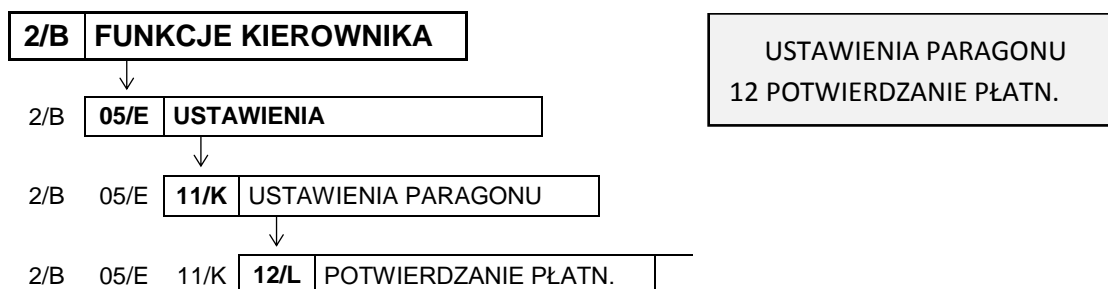 2/B FUNKCJE KIEROWNIKA
2/B 05/E USTAWIENIA
2/B 05/E 11/K USTAWIENIA PARAGONU
2/B 05/E 11/K 12/L POTWIERDZANIE PŁATN.
USTAWIENIA PARAGONU
12 POTWIERDZANIE PŁATN.